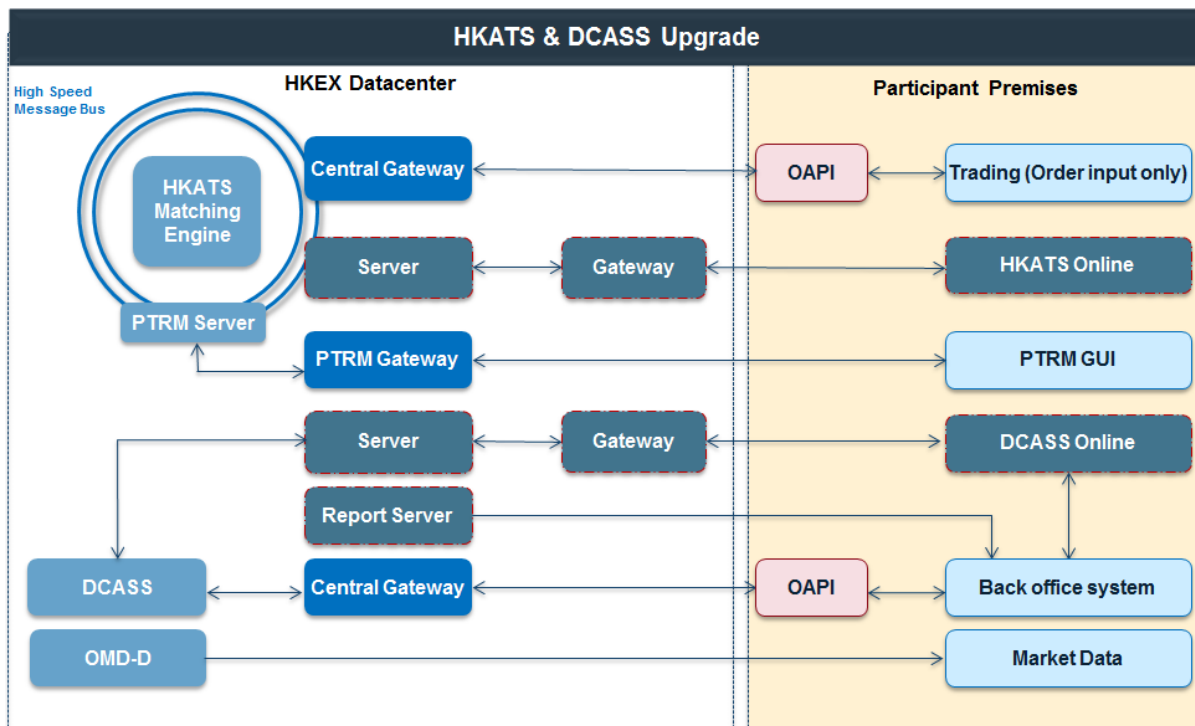 HKATS & DCASS Upgrade
HKEX Datacenter
Participant Premises
High Speed
Message Bus
Central Gateway
OAPI
Trading (Order input only)
HKATS
Matching
Engine
Server
Gateway
HKATS Online
PTRM Server
PTRM Gateway
PTRM GUI
Server
Gateway
DCASS Online
Report Server
DCASS
Central Gateway
OAPI
Back office system
OMD-D
Market Data